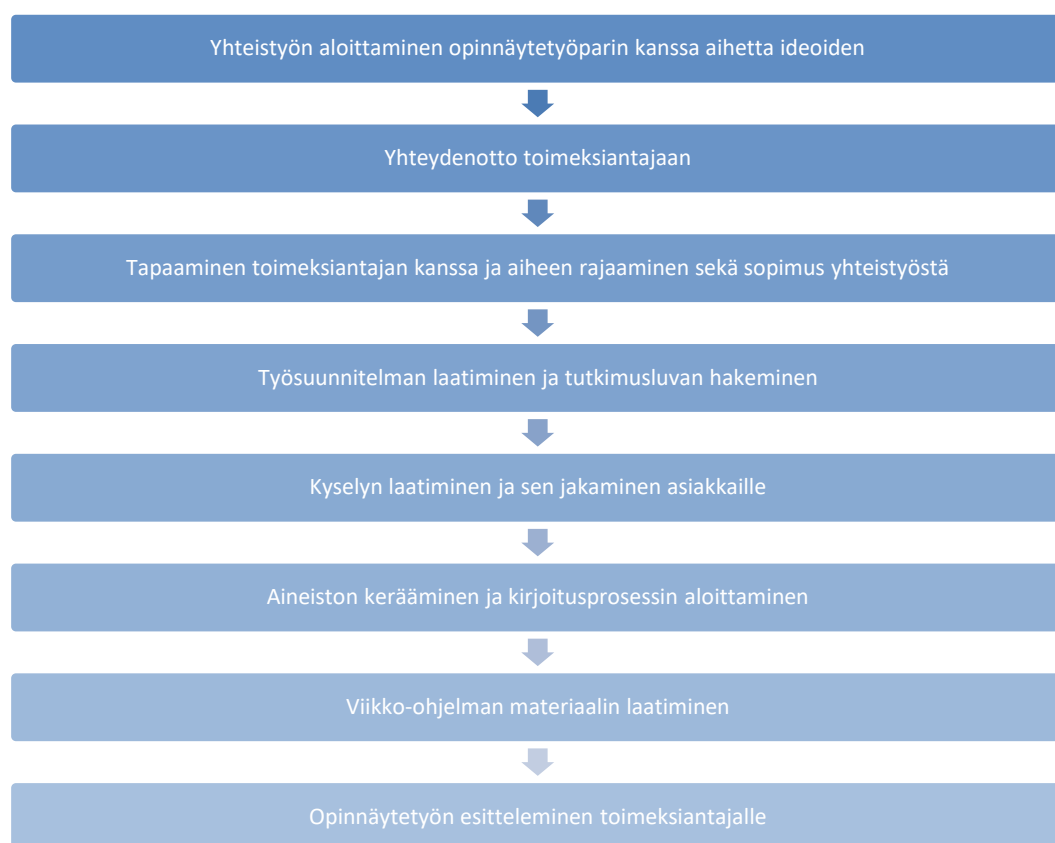 Yhteistyön aloittaminen opinnäytetyöparin kanssa aihetta ideoiden
Yhteydenotto toimeksiantajaan
Tapaaminen toimeksiantajan kanssa ja aiheen rajaaminen sekä sopimus yhteistyöstä
Työsuunnitelman laatiminen ja tutkimusluvan hakeminen
Kyselyn laatiminen ja sen jakaminen asiakkaille
Aineiston kerääminen ja kirjoitusprosessin aloittaminen
Viikko-ohjelman materiaalin laatiminen
Opinnäytetyön esitteleminen toimeksiantajalle